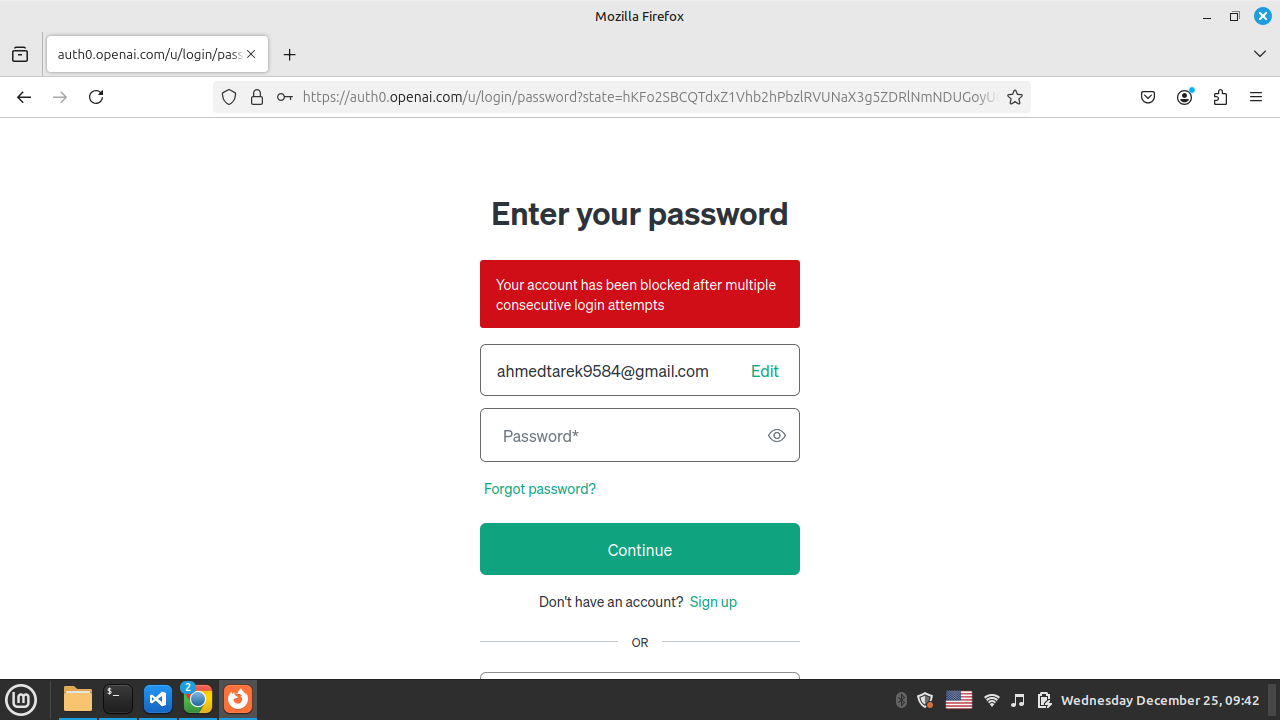 Mozilla Firefox
auth0.openai.com/u/login/pass
https://auth0.openai.com/u/login/password?state=hKFo2SBCQTdxZ1Vhb2hPbzlRVUNaX3g5ZDRlNmNDUGoyU
Enter your password
Your account has been blocked after multiple
consecutive login attempts
ahmedtarek9584@gmail.com Edit
Password*
Forgot password?
Continue
Don't have an account? Sign up
OR
$_
2
Wednesday December 25, 09:42